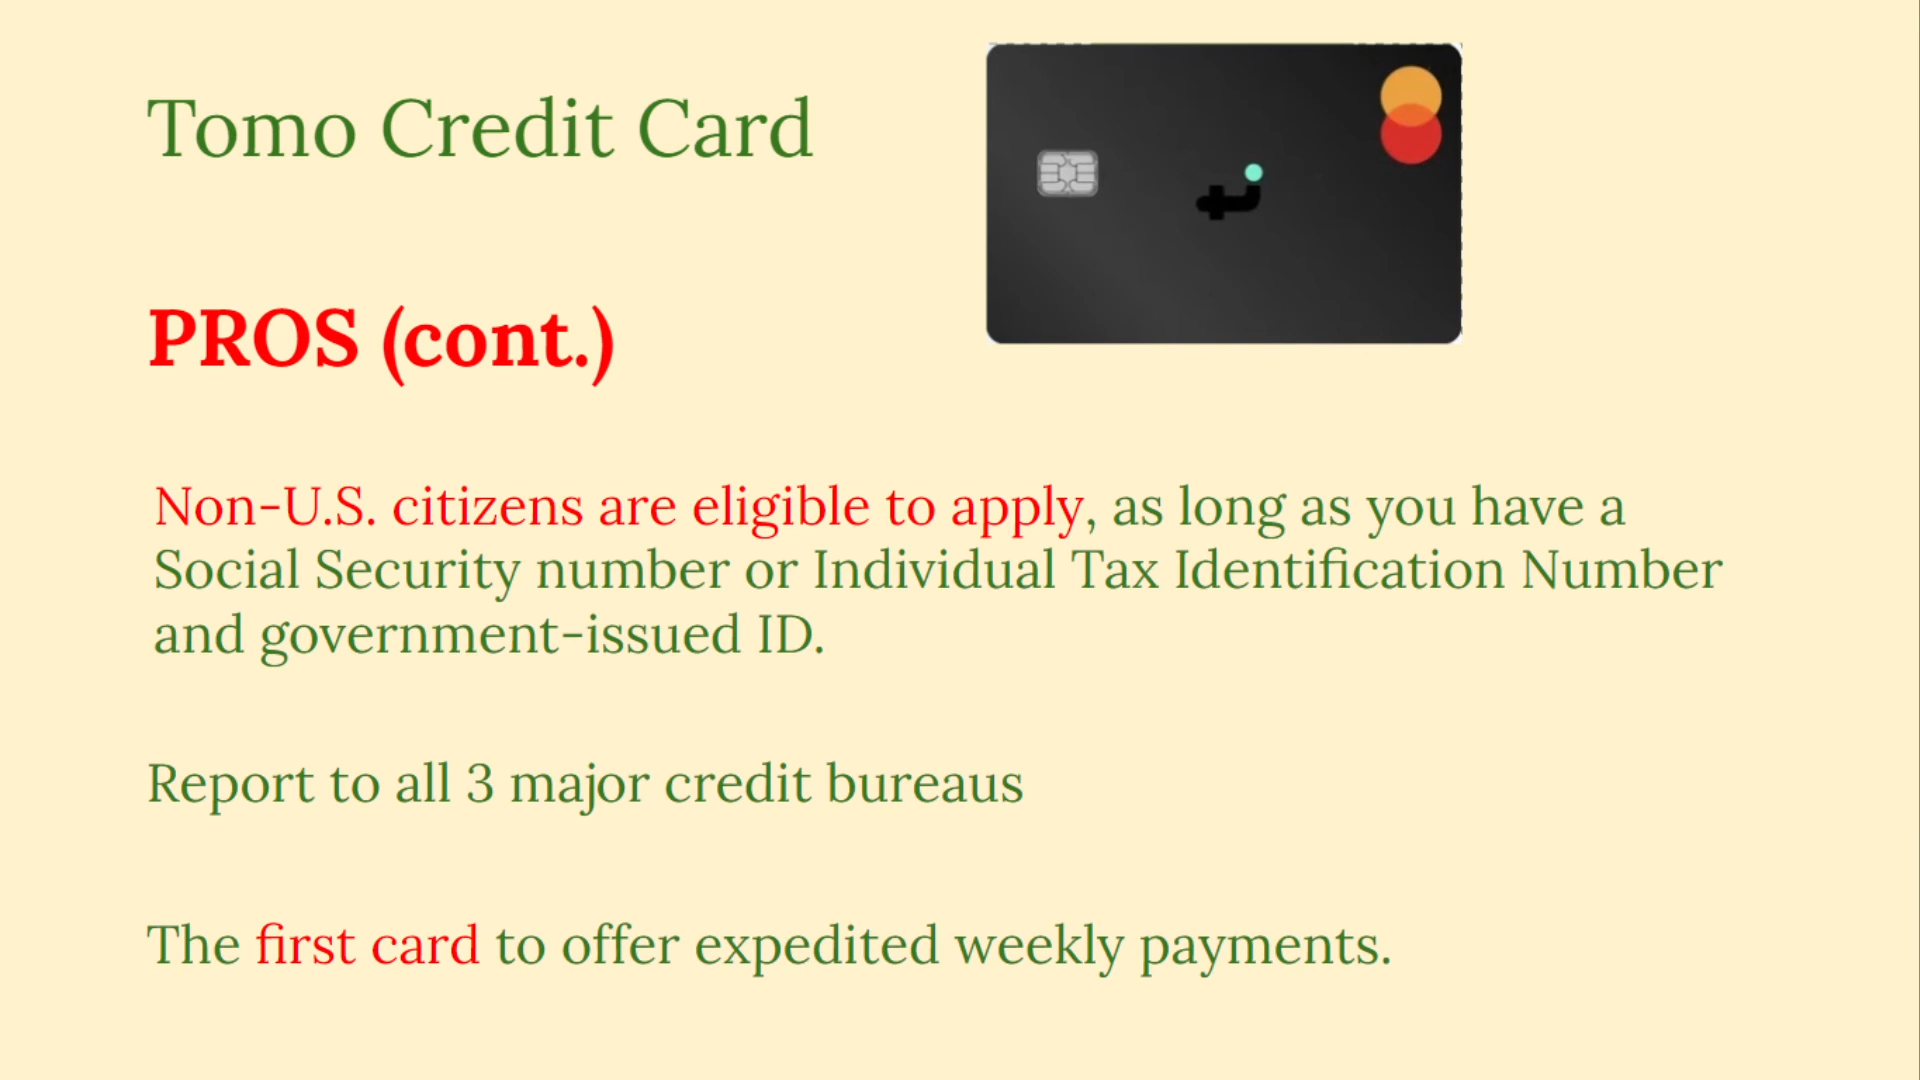 Tomo Credit Card
PROS (cont.)
Non-U.S. citizens are eligible to apply, as long as you have a
Social Security number or Individual Tax Identification Number
and government-issued ID.
Report to all 3 major credit bureaus
The first card to offer expedited weekly payments.